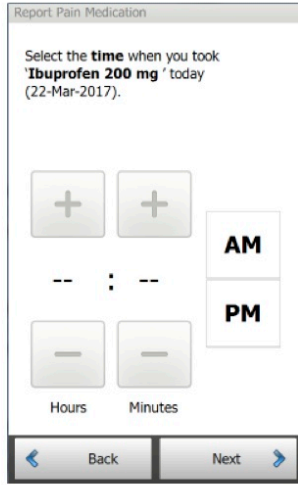 Report Pain Medication
Select the time when you took
'Ibuprofen 200 mg ' today
(22-Mar-2017).
+ +
-- : --
AM
PM
− −
Hours Minutes
Back Next